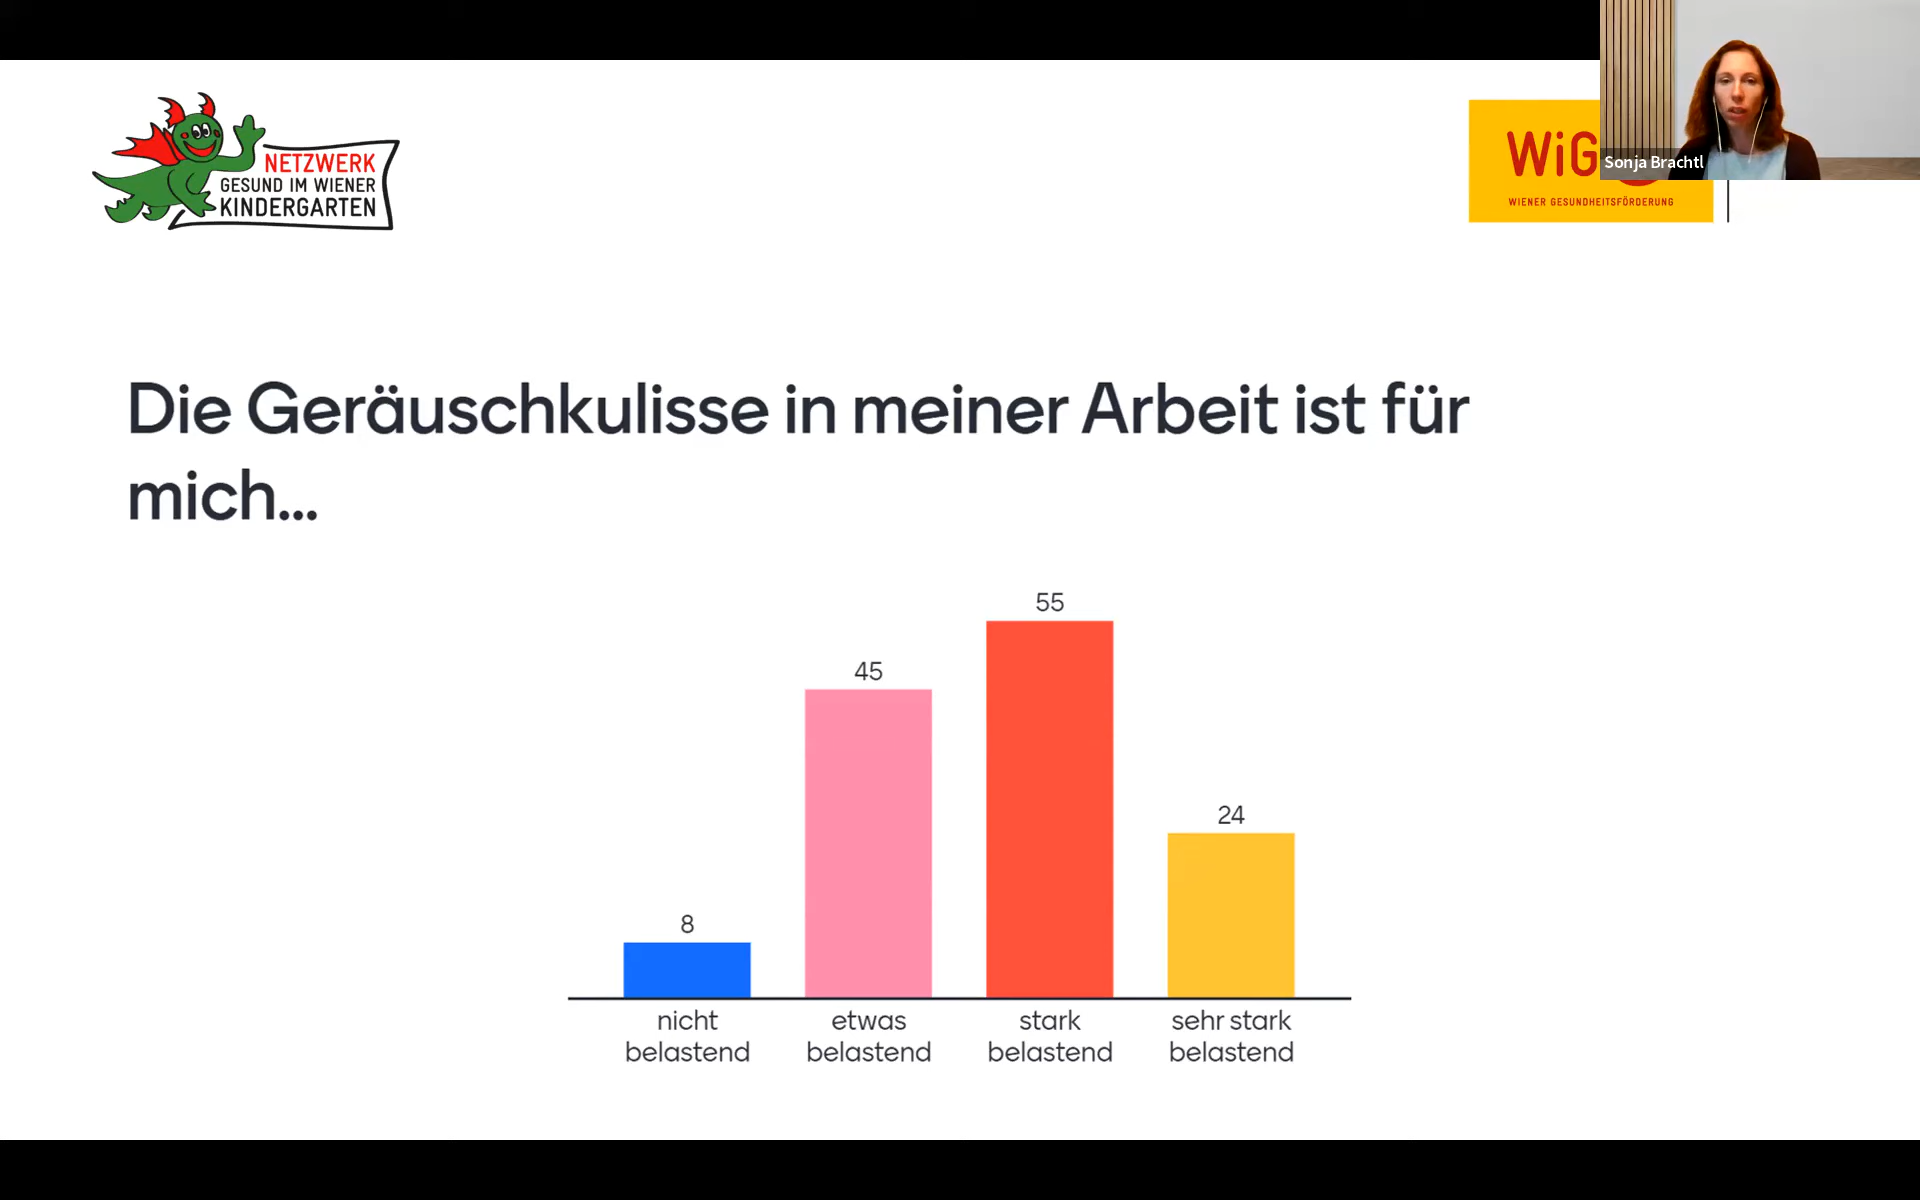 NETZWERK
GESUND IM WIENER
KINDERGARTEN
WiG
WIENER GESUNDHEITSFÖRDERUNG
Sonja Brachtl
Die Geräuschkulisse in meiner Arbeit ist für
mich...
8
45
55
24
nicht
belastend
etwas
belastend
stark
belastend
sehr stark
belastend